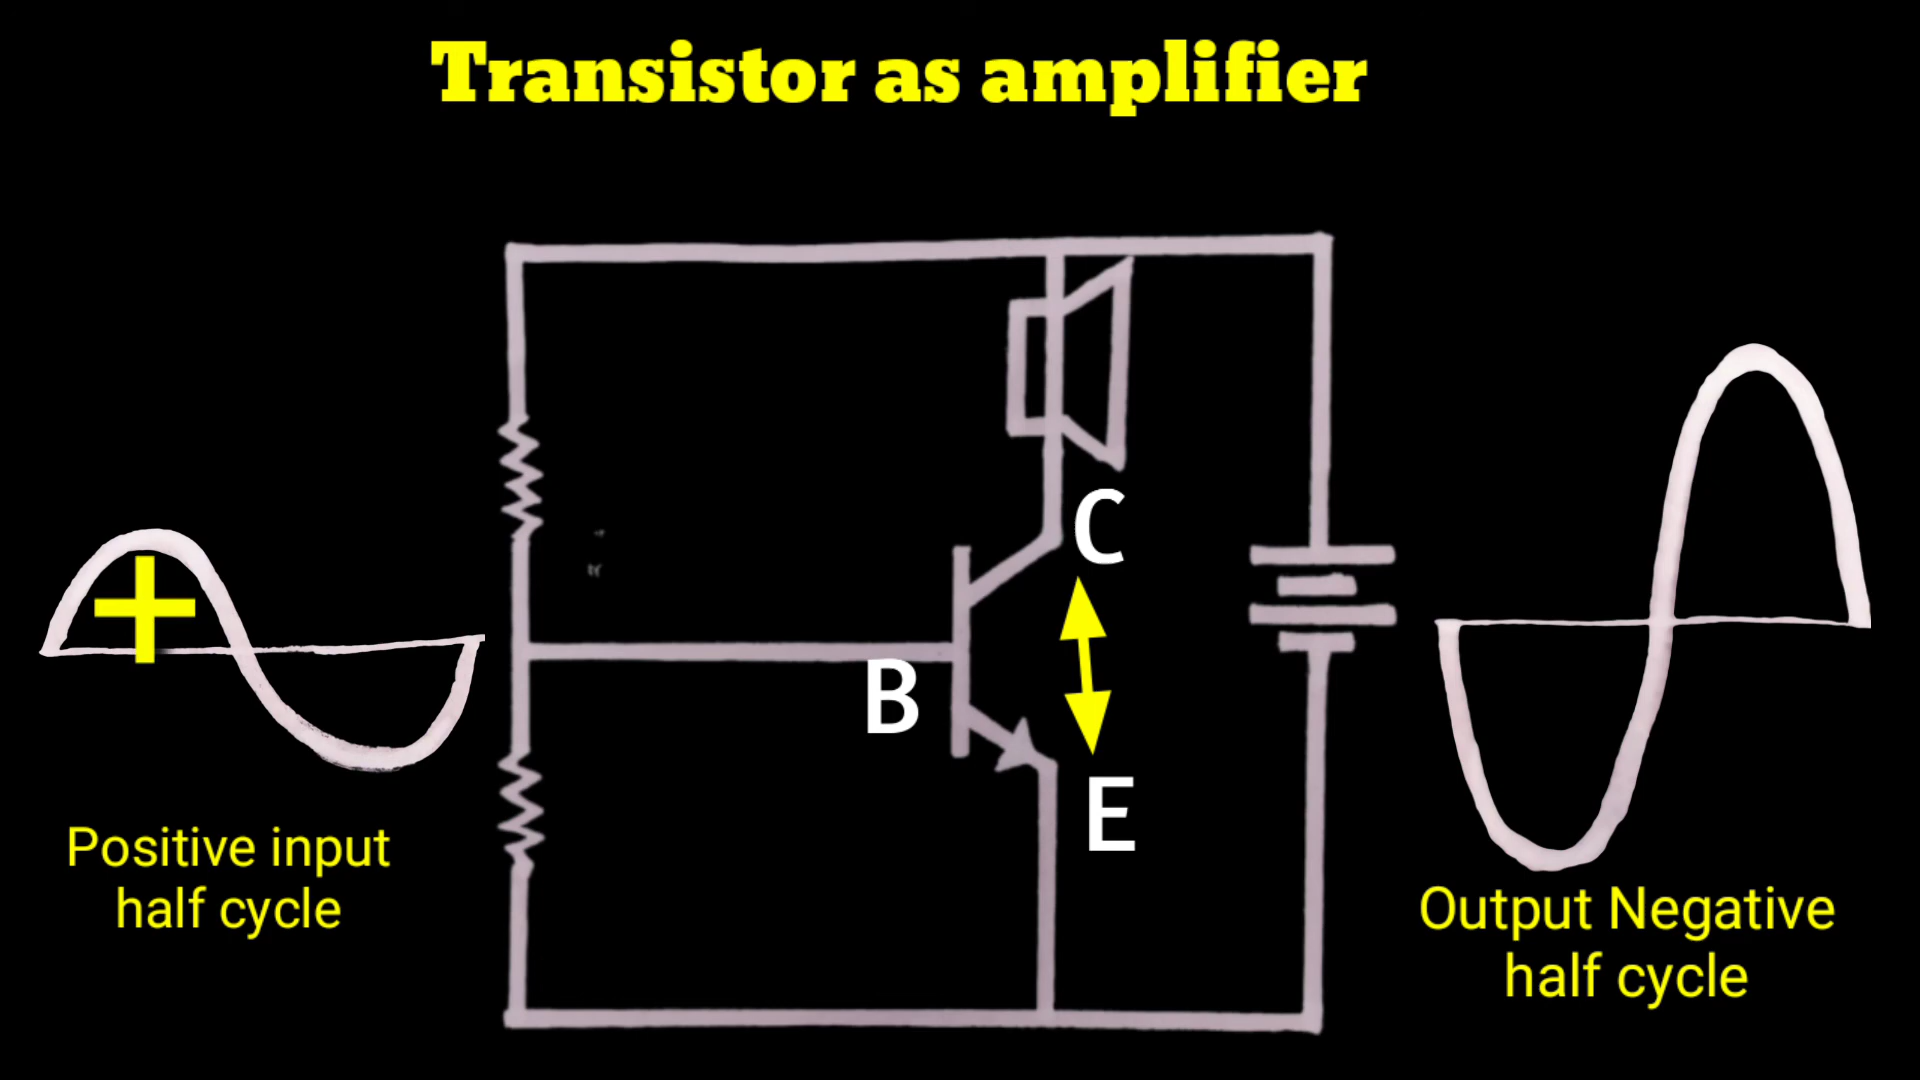 Transistor as amplifier
C
B
E
Positive input
half cycle
Output Negative
half cycle